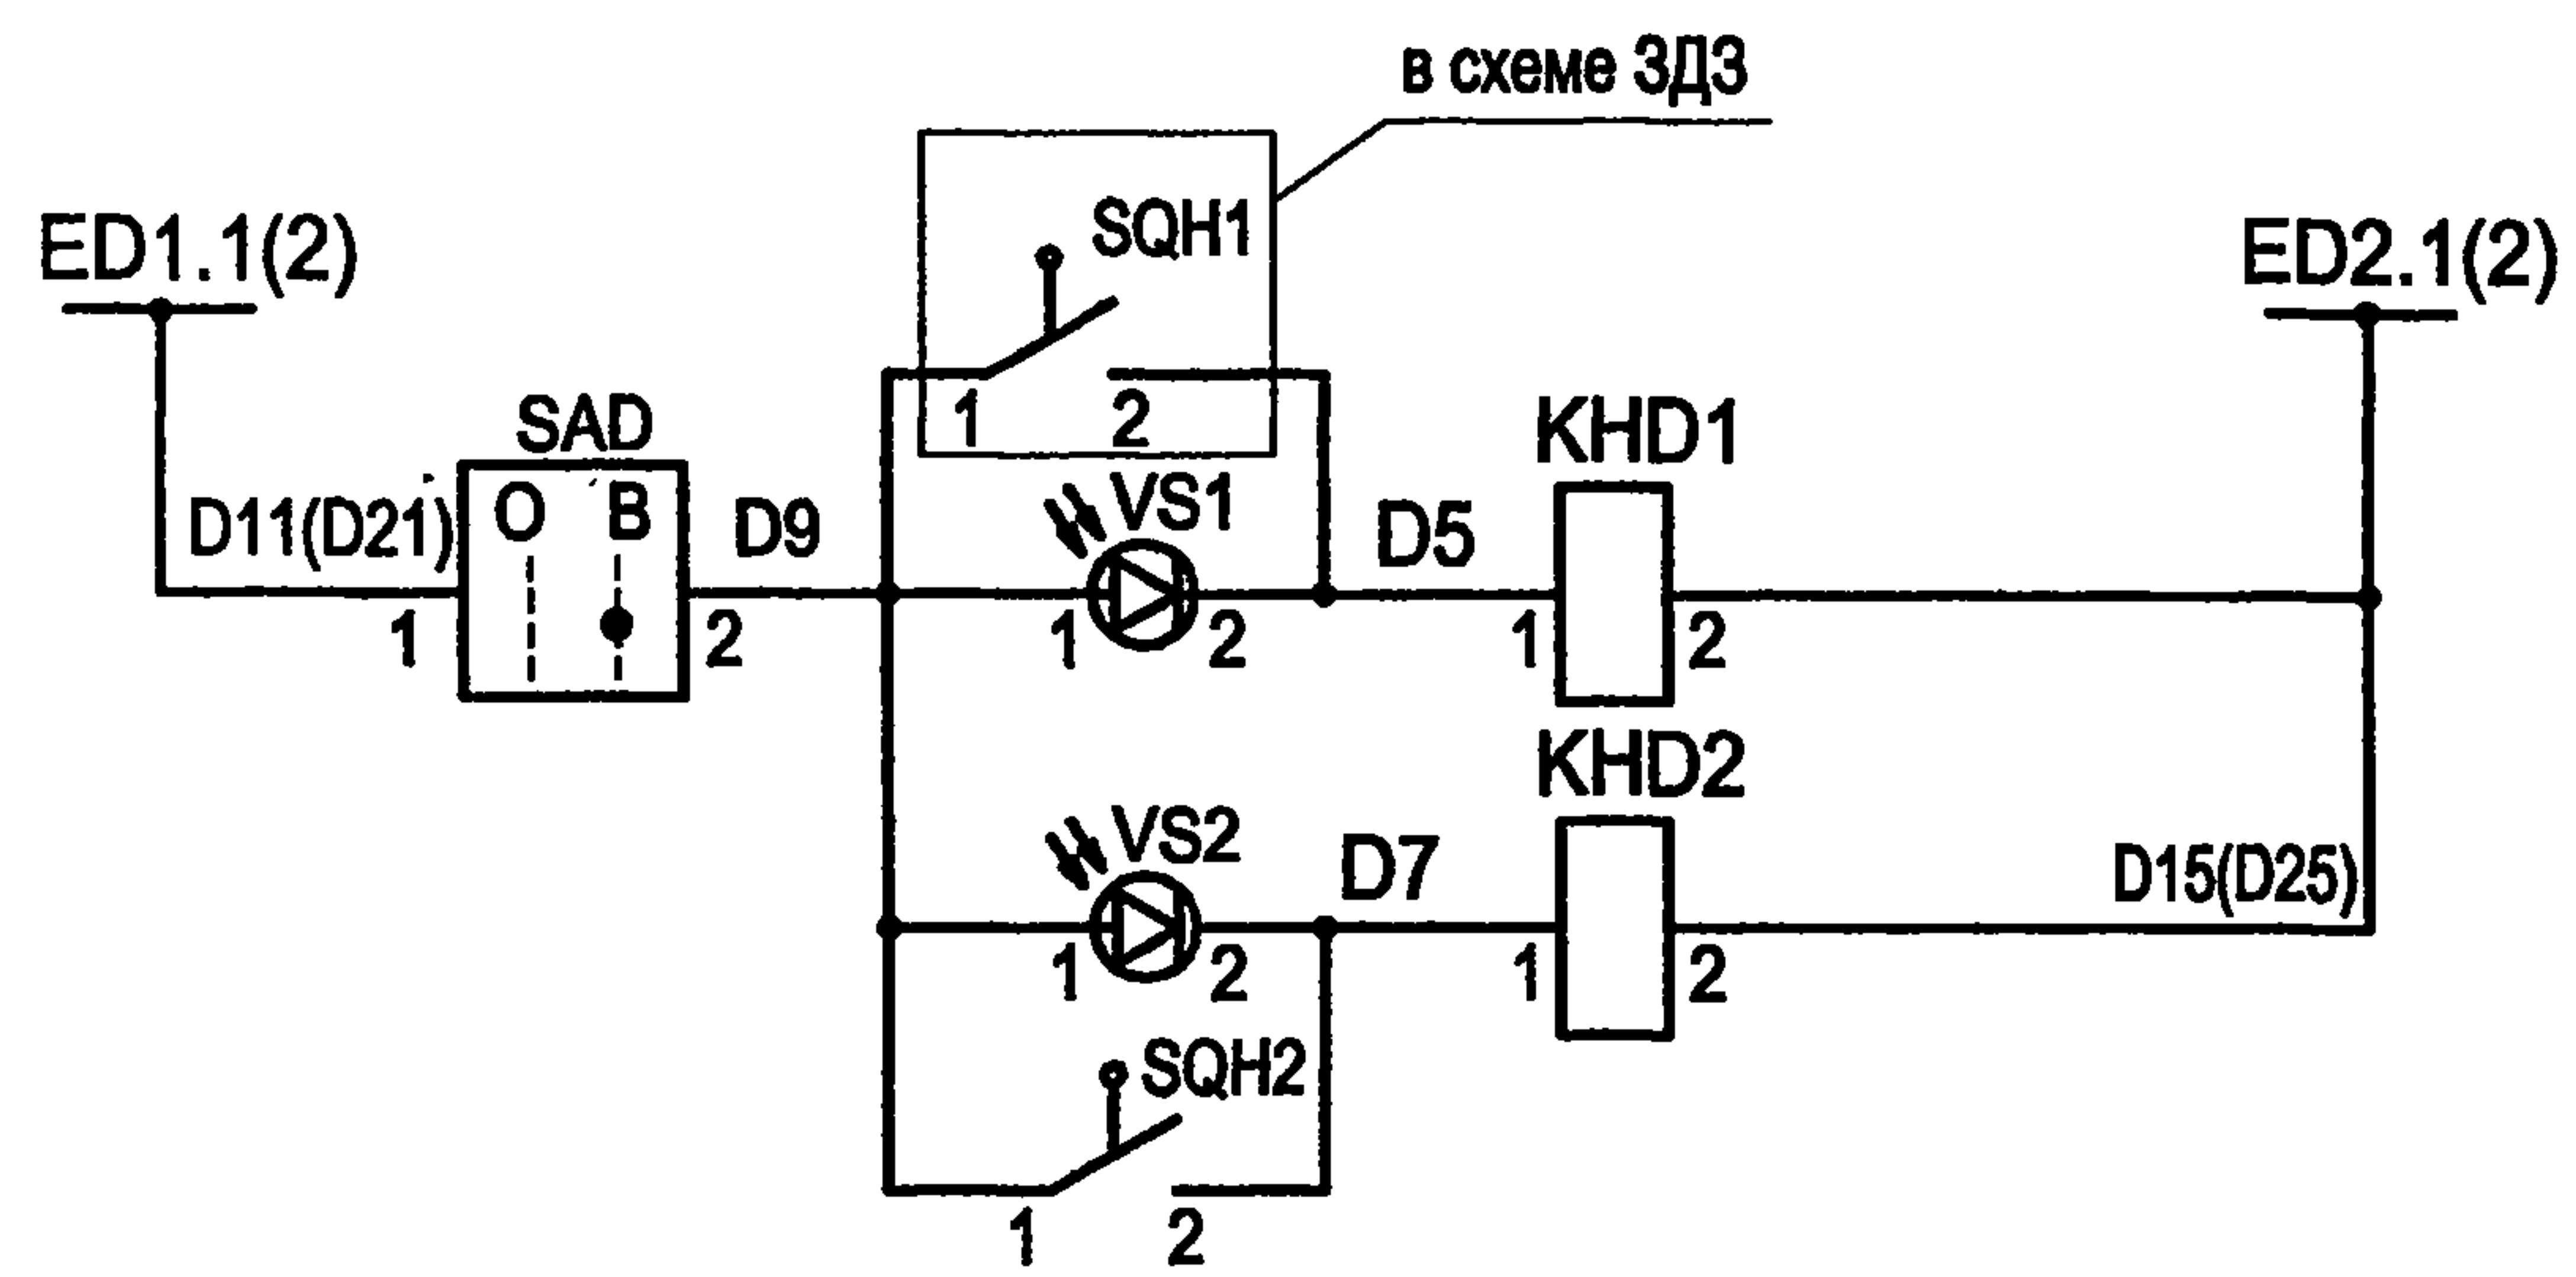 в схеме ЗДЗ
SQH1
ED1.1(2)
ED2.1(2)
1 2
SAD
KHD1
D11(D21)
O B
D9
VS1
D5
1 2
1 2
1 2
KHD2
VS2
D7
D15(D25)
1 2
1 2
SQH2
1 2